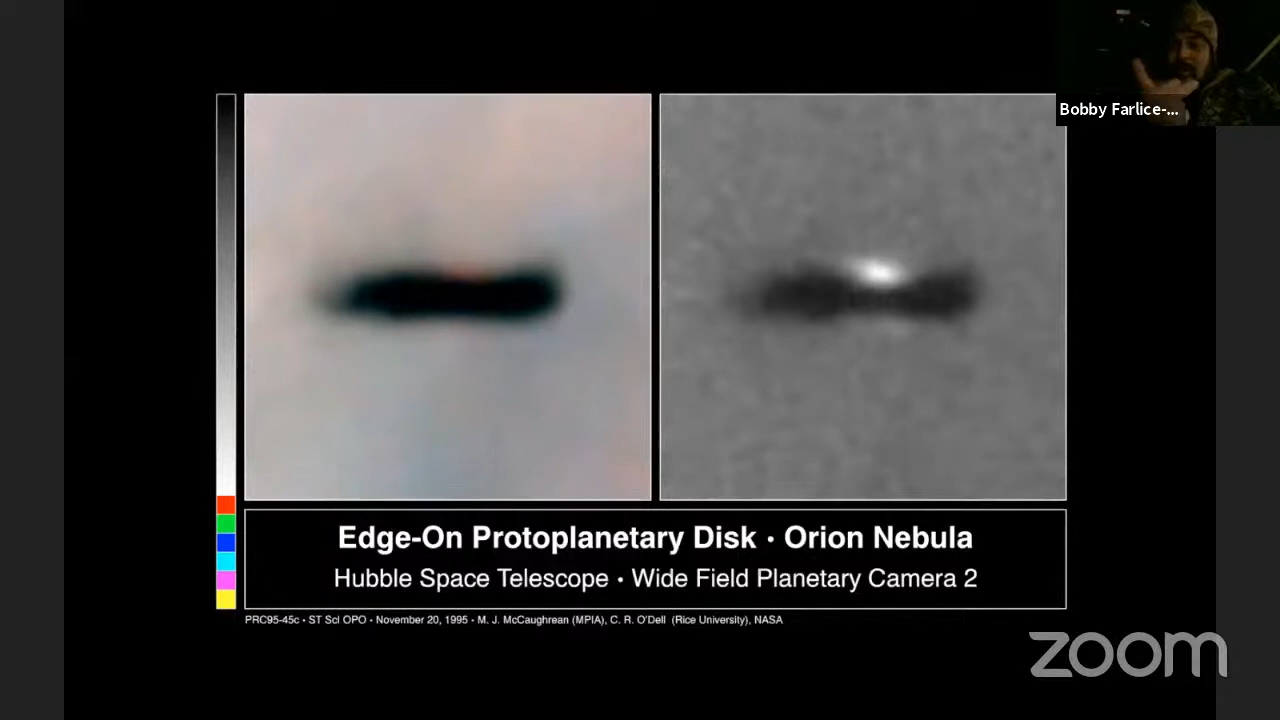 Bobby Farlice-...
Edge-On Protoplanetary Disk • Orion Nebula
Hubble Space Telescope • Wide Field Planetary Camera 2
PRC95-45c • ST ScI OPO • November 20, 1995 • M. J. McCaughrean (MPIA), C. R. O'Dell (Rice University), NASA
zoom